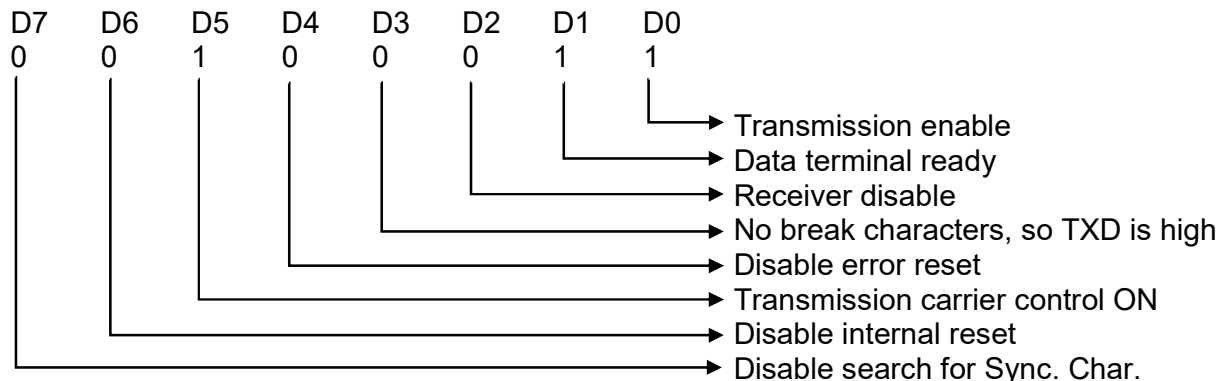 D7 D6 D5 D4 D3 D2 D1 D0
0 0 1 0 0 0 1 1
Transmission enable
Data terminal ready
Receiver disable
No break characters, so TXD is high
Disable error reset
Transmission carrier control ON
Disable internal reset
Disable search for Sync. Char.